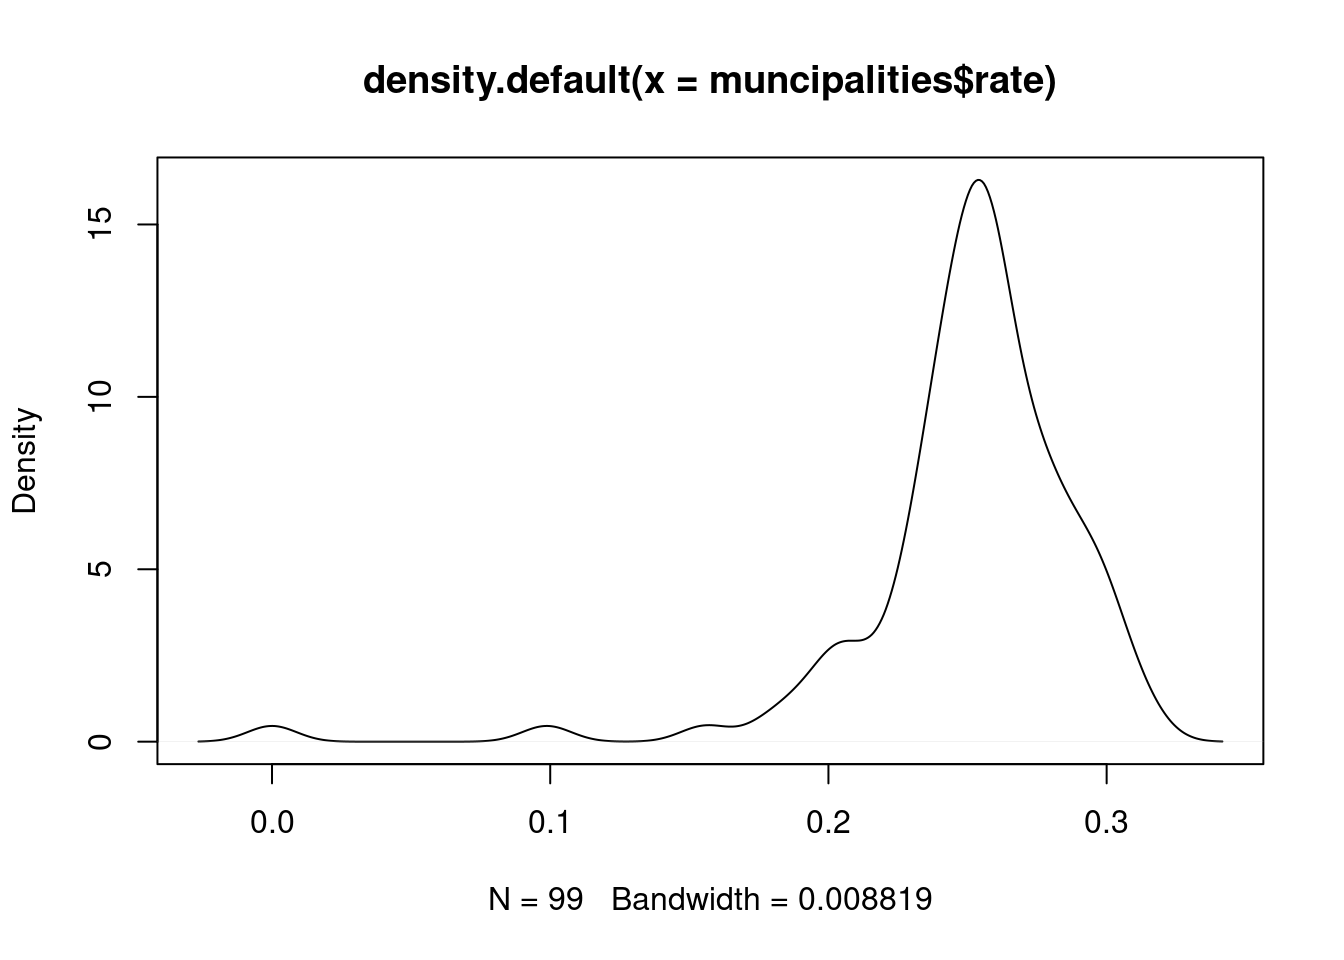 density.default(x = muncipalities$rate)
Density
15
10
5
0
0.0 0.1 0.2 0.3
N = 99 Bandwidth = 0.008819